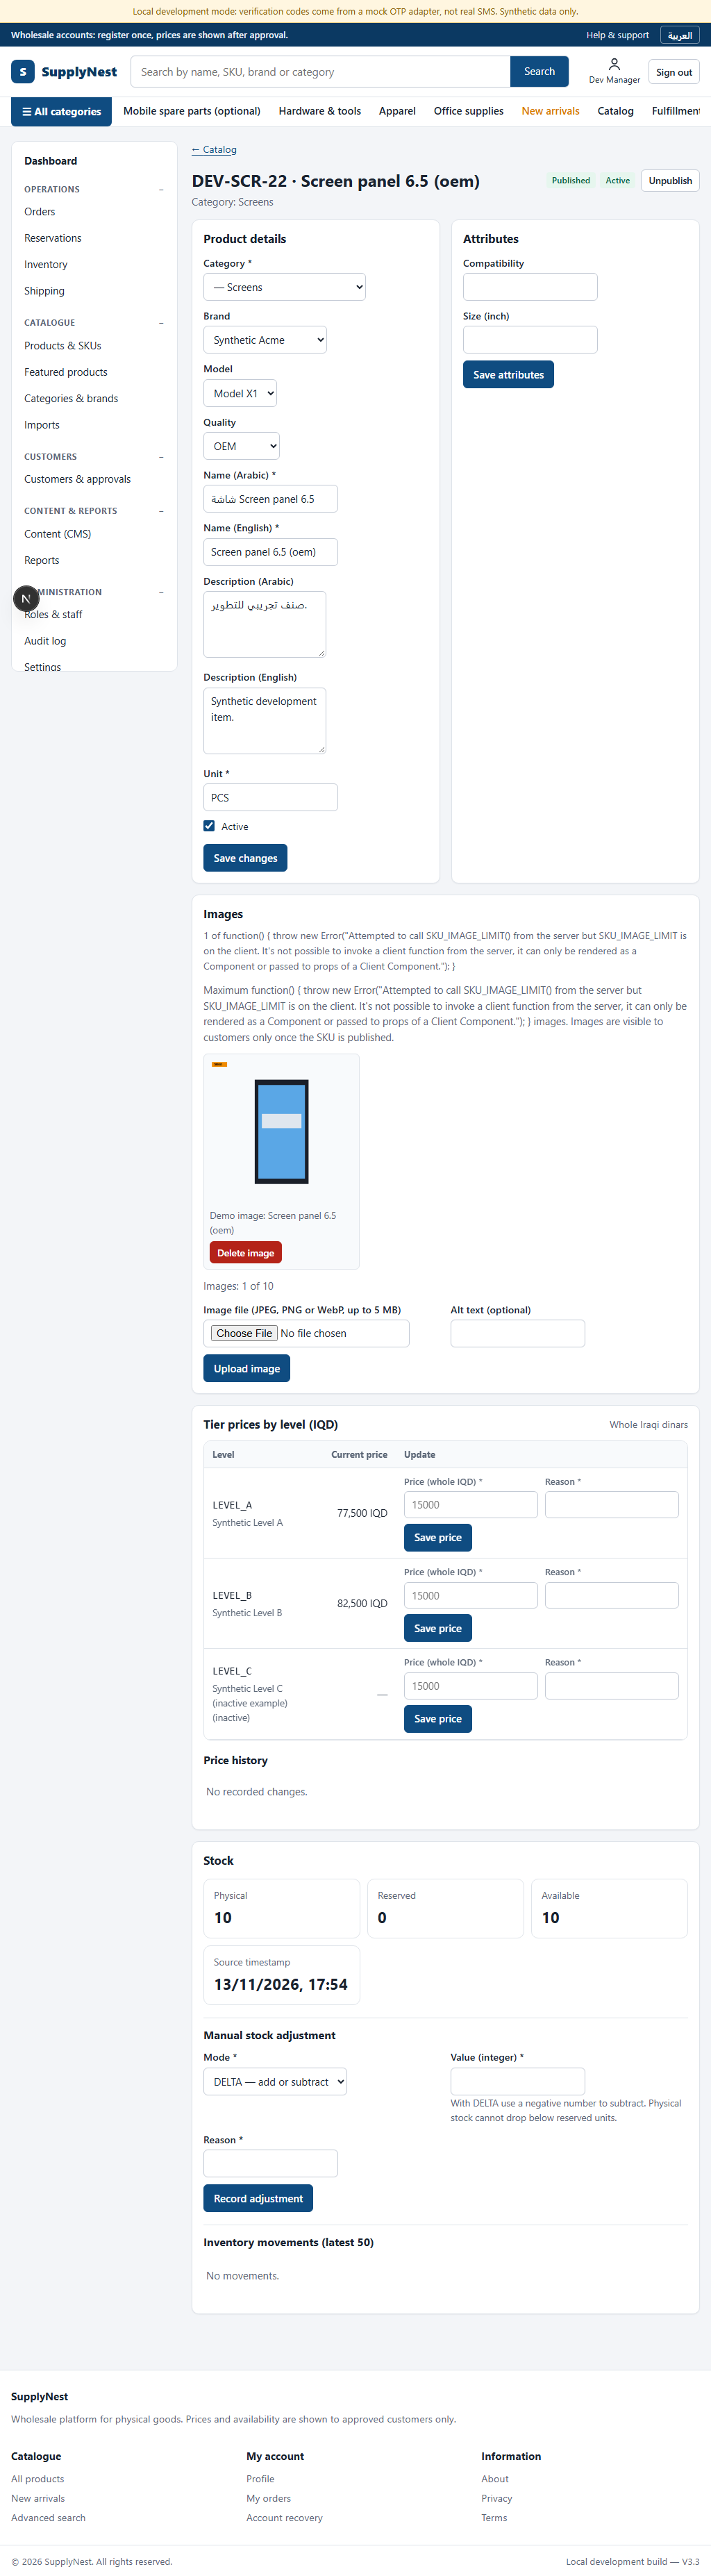 Local development mode: verification codes come from a mock OTP adapter, not real SMS. Synthetic data only.
Wholesale accounts: register once, prices are shown after approval.
Help & support
العربية
S SupplyNest
Search by name, SKU, brand or category
Search
Dev Manager
Sign out
☰ All categories
Mobile spare parts (optional)
Hardware & tools
Apparel
Office supplies
New arrivals
Catalog
Fulfillment
Dashboard
OPERATIONS –
Orders
Reservations
Inventory
Shipping
CATALOGUE –
Products & SKUs
Featured products
Categories & brands
Imports
CUSTOMERS –
Customers & approvals
CONTENT & REPORTS –
Content (CMS)
Reports
N
MINISTRATION –
Roles & staff
Audit log
Settings
← Catalog
DEV-SCR-22 · Screen panel 6.5 (oem)
Published
Active
Unpublish
Category: Screens
Product details
Category *
— Screens
Brand
Synthetic Acme
Model
Model X1
Quality
OEM
Name (Arabic) *
شاشة Screen panel 6.5
Name (English) *
Screen panel 6.5 (oem)
Description (Arabic)
صنف تجريبي للتطوير.
Description (English)
Synthetic development
item.
Unit *
PCS
Active
Save changes
Attributes
Compatibility
Size (inch)
Save attributes
Images
1 of function() { throw new Error("Attempted to call SKU_IMAGE_LIMIT() from the server but SKU_IMAGE_LIMIT is
on the client. It's not possible to invoke a client function from the server, it can only be rendered as a
Component or passed to props of a Client Component."); }
Maximum function() { throw new Error("Attempted to call SKU_IMAGE_LIMIT() from the server but
SKU_IMAGE_LIMIT is on the client. It's not possible to invoke a client function from the server, it can only be
rendered as a Component or passed to props of a Client Component."); } images. Images are visible to
customers only once the SKU is published.
Demo image: Screen panel 6.5
(oem)
Delete image
Images: 1 of 10
Image file (JPEG, PNG or WebP, up to 5 MB)
Choose File No file chosen
Alt text (optional)
Upload image
Tier prices by level (IQD)
Whole Iraqi dinars
Level
Current price
Update
LEVEL_A
Synthetic Level A
77,500 IQD
Price (whole IQD) *
15000
Reason *
Save price
LEVEL_B
Synthetic Level B
82,500 IQD
Price (whole IQD) *
15000
Reason *
Save price
LEVEL_C
Synthetic Level C
(inactive example)
(inactive)
—
Price (whole IQD) *
15000
Reason *
Save price
Price history
No recorded changes.
Stock
Physical
10
Reserved
0
Available
10
Source timestamp
13/11/2026, 17:54
Manual stock adjustment
Mode *
DELTA — add or subtract
Value (integer) *
With DELTA use a negative number to subtract. Physical
stock cannot drop below reserved units.
Reason *
Record adjustment
Inventory movements (latest 50)
No movements.
SupplyNest
Wholesale platform for physical goods. Prices and availability are shown to approved customers only.
Catalogue
All products
New arrivals
Advanced search
My account
Profile
My orders
Account recovery
Information
About
Privacy
Terms
© 2026 SupplyNest. All rights reserved.
Local development build — V3.3